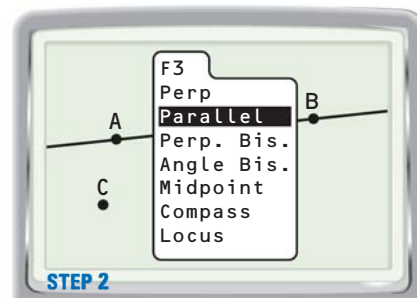 F3
Perp
A
Parallel
B
Perp. Bis.
Angle Bis.
C
Midpoint
Compass
Locus
STEP 2